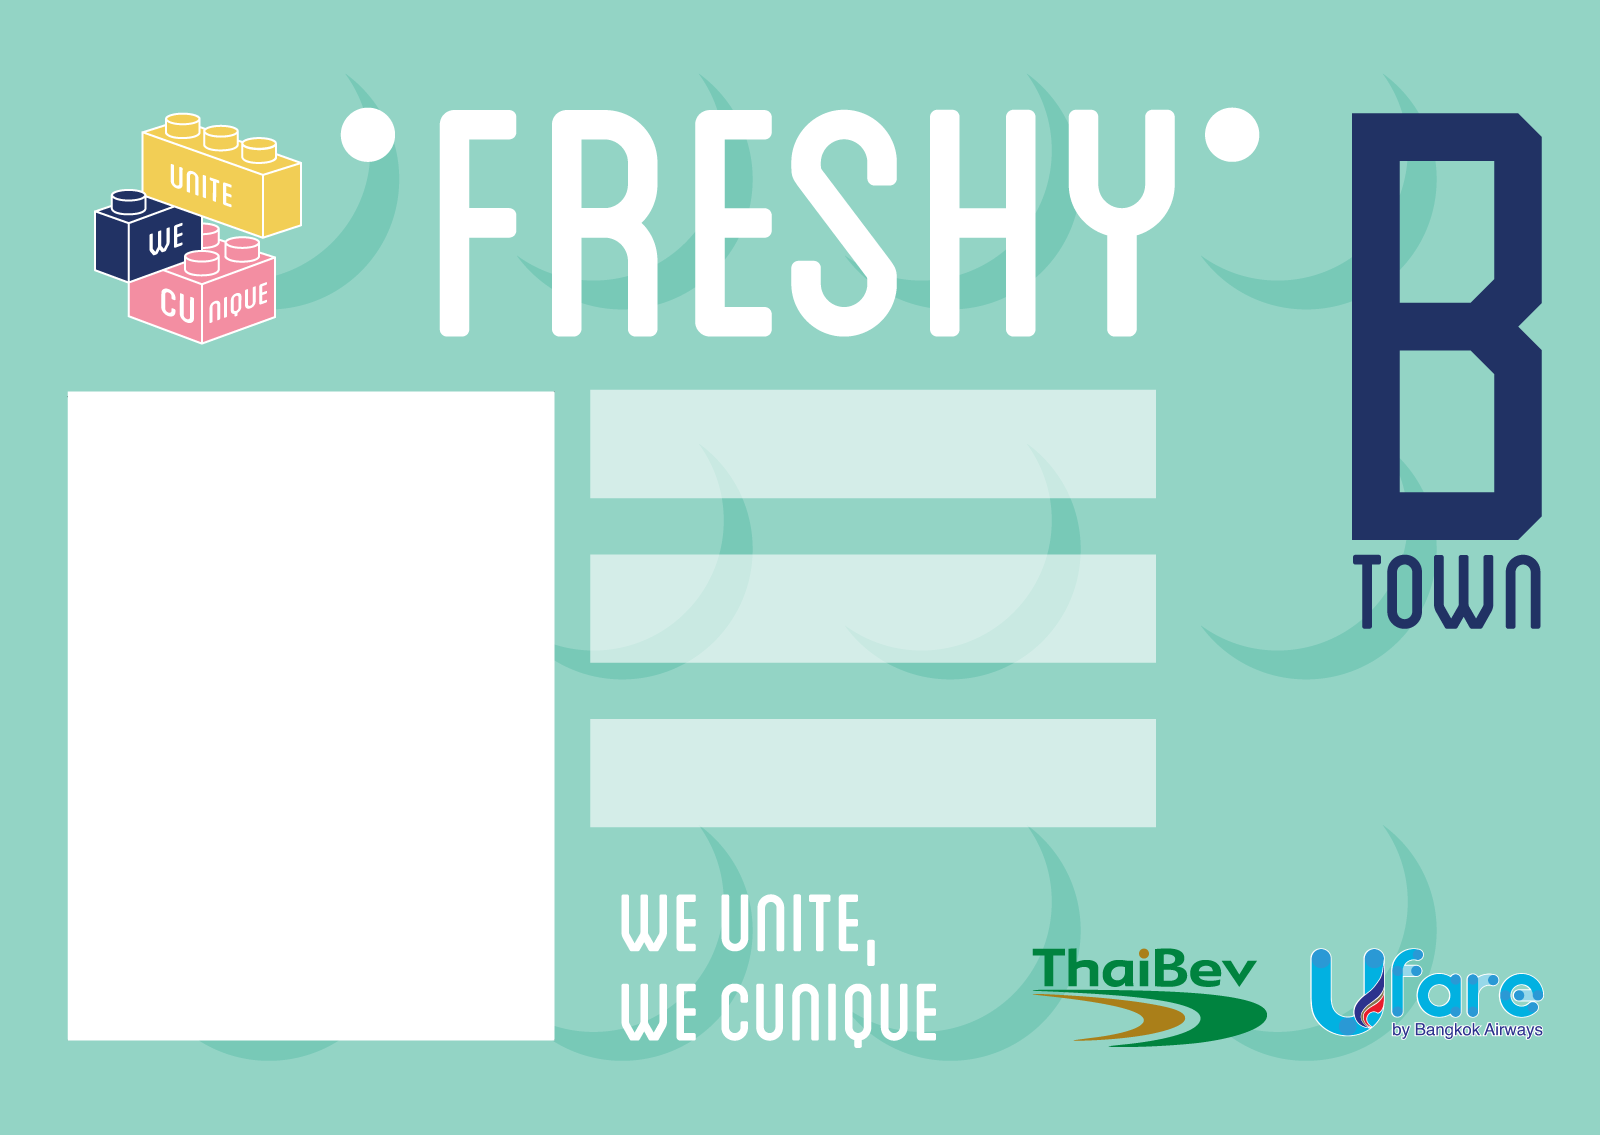 UNITE
WE
CU NIQUE
FRESHY
B
TOWN
WE UNITE,
WE CUNIQUE
ThaiBev
Ufare
by Bangkok Airways